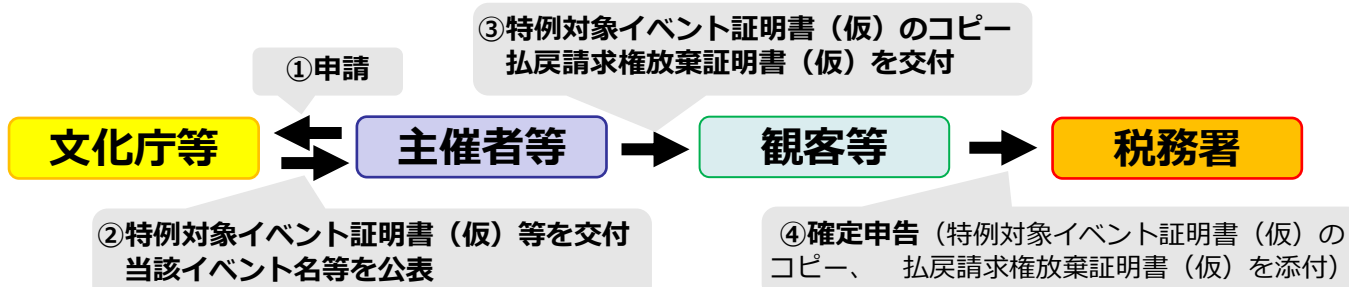 ③特例対象イベント証明書（仮）のコピー
払戻請求権放棄証明書（仮）を交付
①申請
文化庁等
主催者等
観客等
税務署
②特例対象イベント証明書（仮）等を交付
当該イベント名等を公表
④確定申告（特例対象イベント証明書（仮）の
コピー、　払戻請求権放棄証明書（仮）を添付）